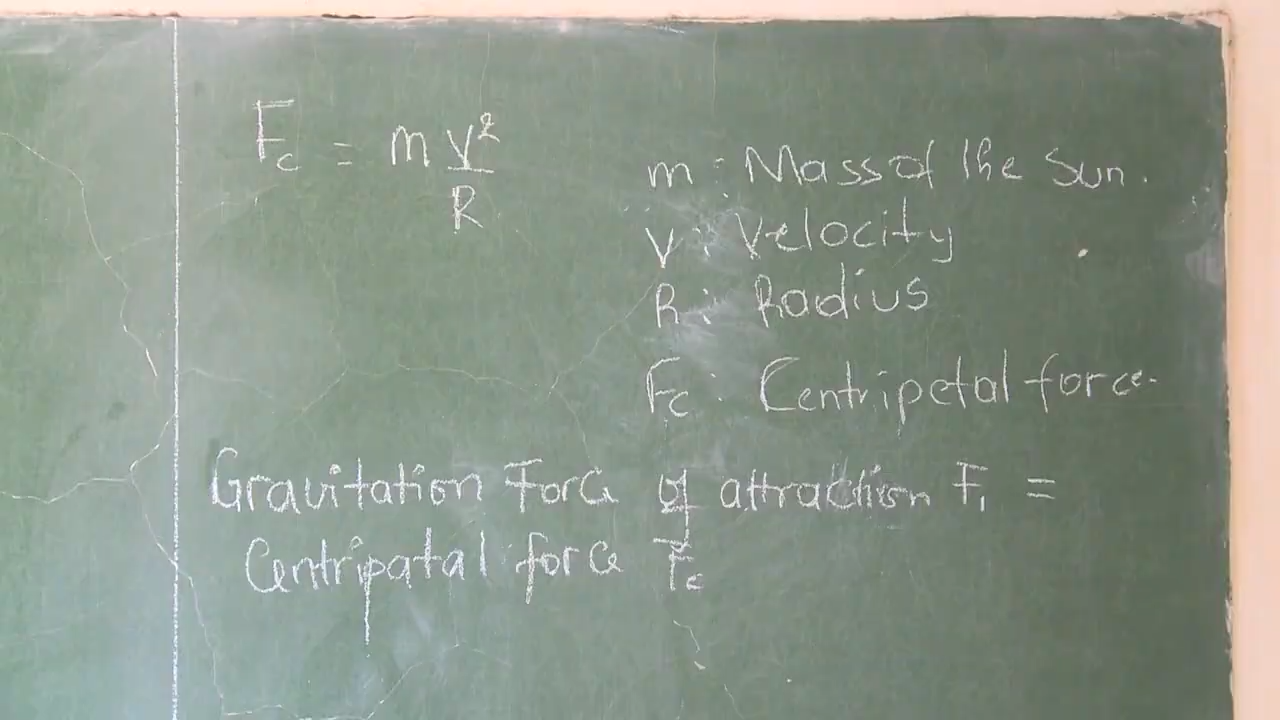 Fc = m v²/R
m : Mass of the Sun.
v : Velocity
R : Radius
Fc : Centripetal force.
Gravitation Force of attraction F₁ =
Centripatal force Fc